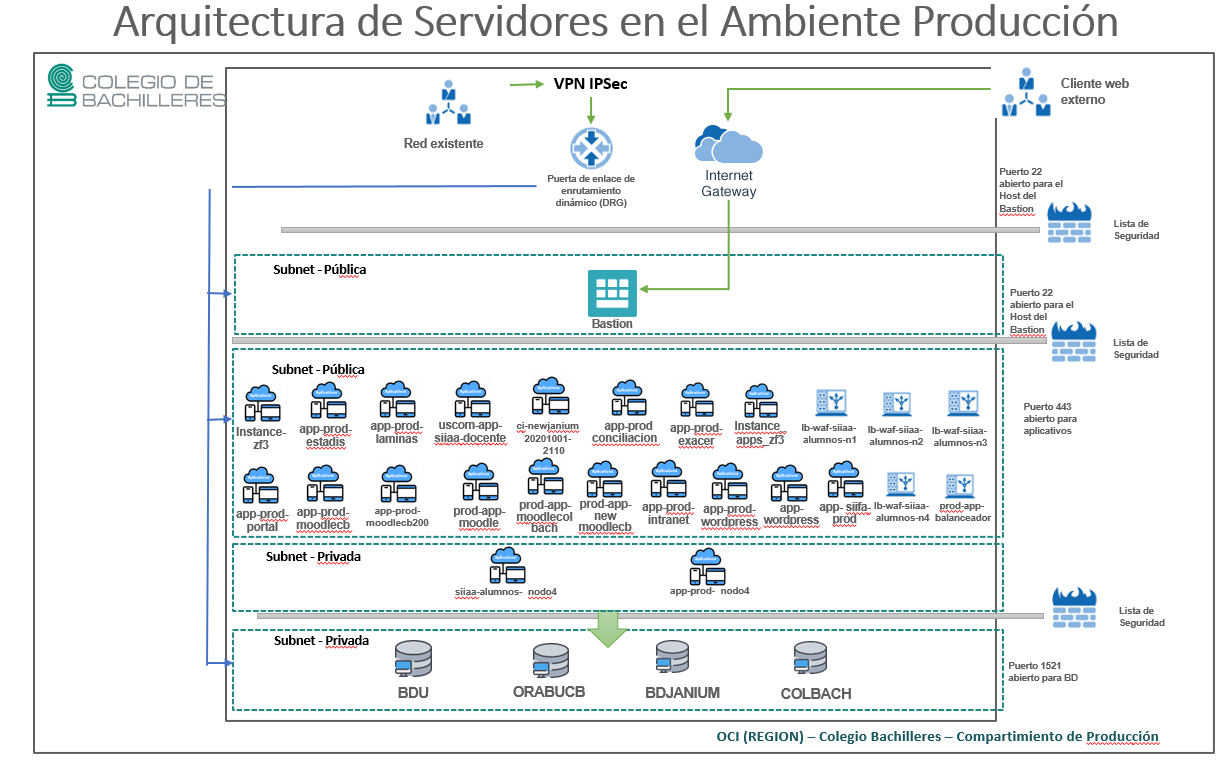 Arquitectura de Servidores en el Ambiente Producción
COLEGIO DE
BACHILLERES
Red existente
VPN IPSec
Puerta de enlace de
enrutamiento
dinámico (DRG)
Internet
Gateway
Cliente web
externo
Puerto 22
abierto para el
Host del
Bastion
Lista de
Seguridad
Subnet - Pública
Bastion
Puerto 22
abierto para el
Host del
Bastion
Lista de
Seguridad
Subnet - Pública
Instance-
zf3
app-prod-
estadis
app-prod-
laminas
uscom-app-
siiaa-docente
ci-newjanium
20201001-
2110
app-prod
conciliacion
app-prod-
exacer
Instance_
apps_zf3
lb-waf-siiaa-
alumnos-n1
lb-waf-siiaa-
alumnos-n2
lb-waf-siiaa-
alumnos-n3
Puerto 443
abierto para
aplicativos
app-prod-
portal
app-prod-
moodlecb
app-prod-
moodlecb200
prod-app-
moodle
prod-app-
moodlecol
bach
prod-app-
new
moodlecb
app-prod-
intranet
app-prod-
wordpress
app-
wordpress
app- siifa-
prod
lb-waf-siiaa-
alumnos-n4
prod-app-
balanceador
Subnet - Privada
siiaa-alumnos- nodo4
app-prod- nodo4
Lista de
Seguridad
Subnet - Privada
BDU
ORABUCB
BDJANIUM
COLBACH
Puerto 1521
abierto para BD
OCI (REGION) – Colegio Bachilleres – Compartimiento de Producción